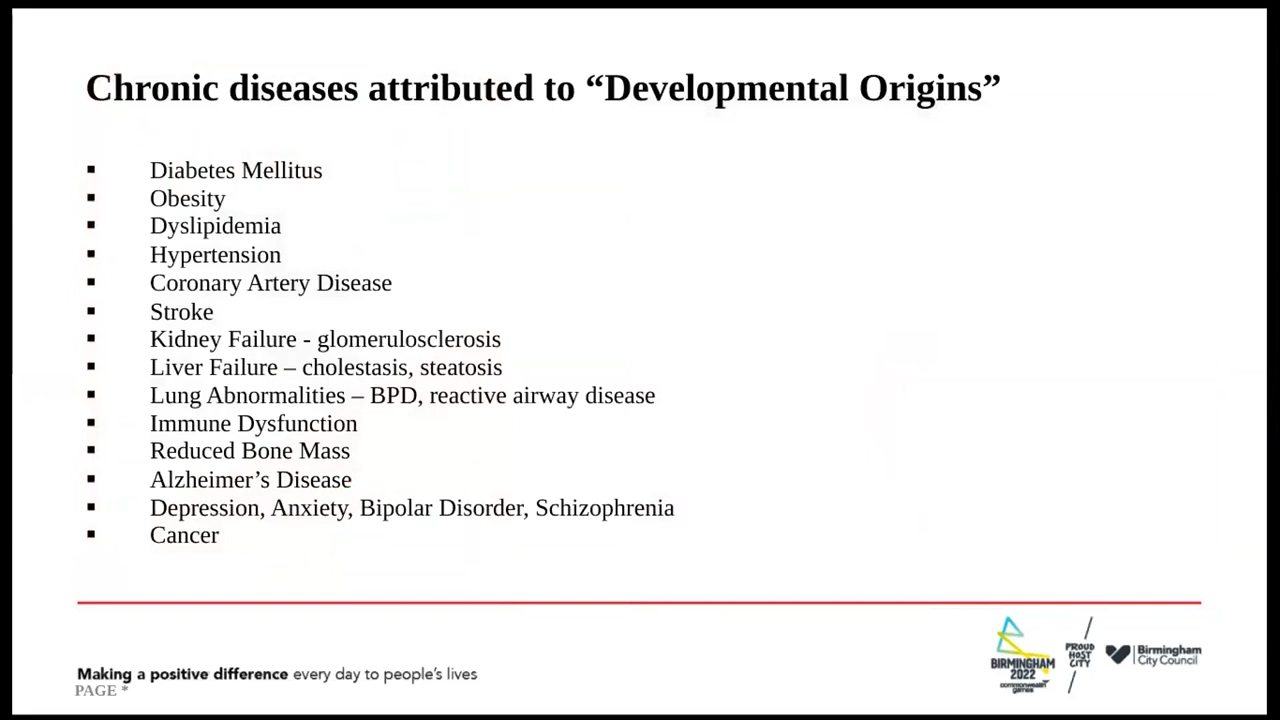 Chronic diseases attributed to “Developmental Origins”
▪ Diabetes Mellitus
▪ Obesity
▪ Dyslipidemia
▪ Hypertension
▪ Coronary Artery Disease
▪ Stroke
▪ Kidney Failure - glomerulosclerosis
▪ Liver Failure – cholestasis, steatosis
▪ Lung Abnormalities – BPD, reactive airway disease
▪ Immune Dysfunction
▪ Reduced Bone Mass
▪ Alzheimer’s Disease
▪ Depression, Anxiety, Bipolar Disorder, Schizophrenia
▪ Cancer
Making a positive difference every day to people’s lives
PAGE *
BIRMINGHAM
2022
commonwealth
games
PROUD
HOST
CITY
Birmingham
City Council